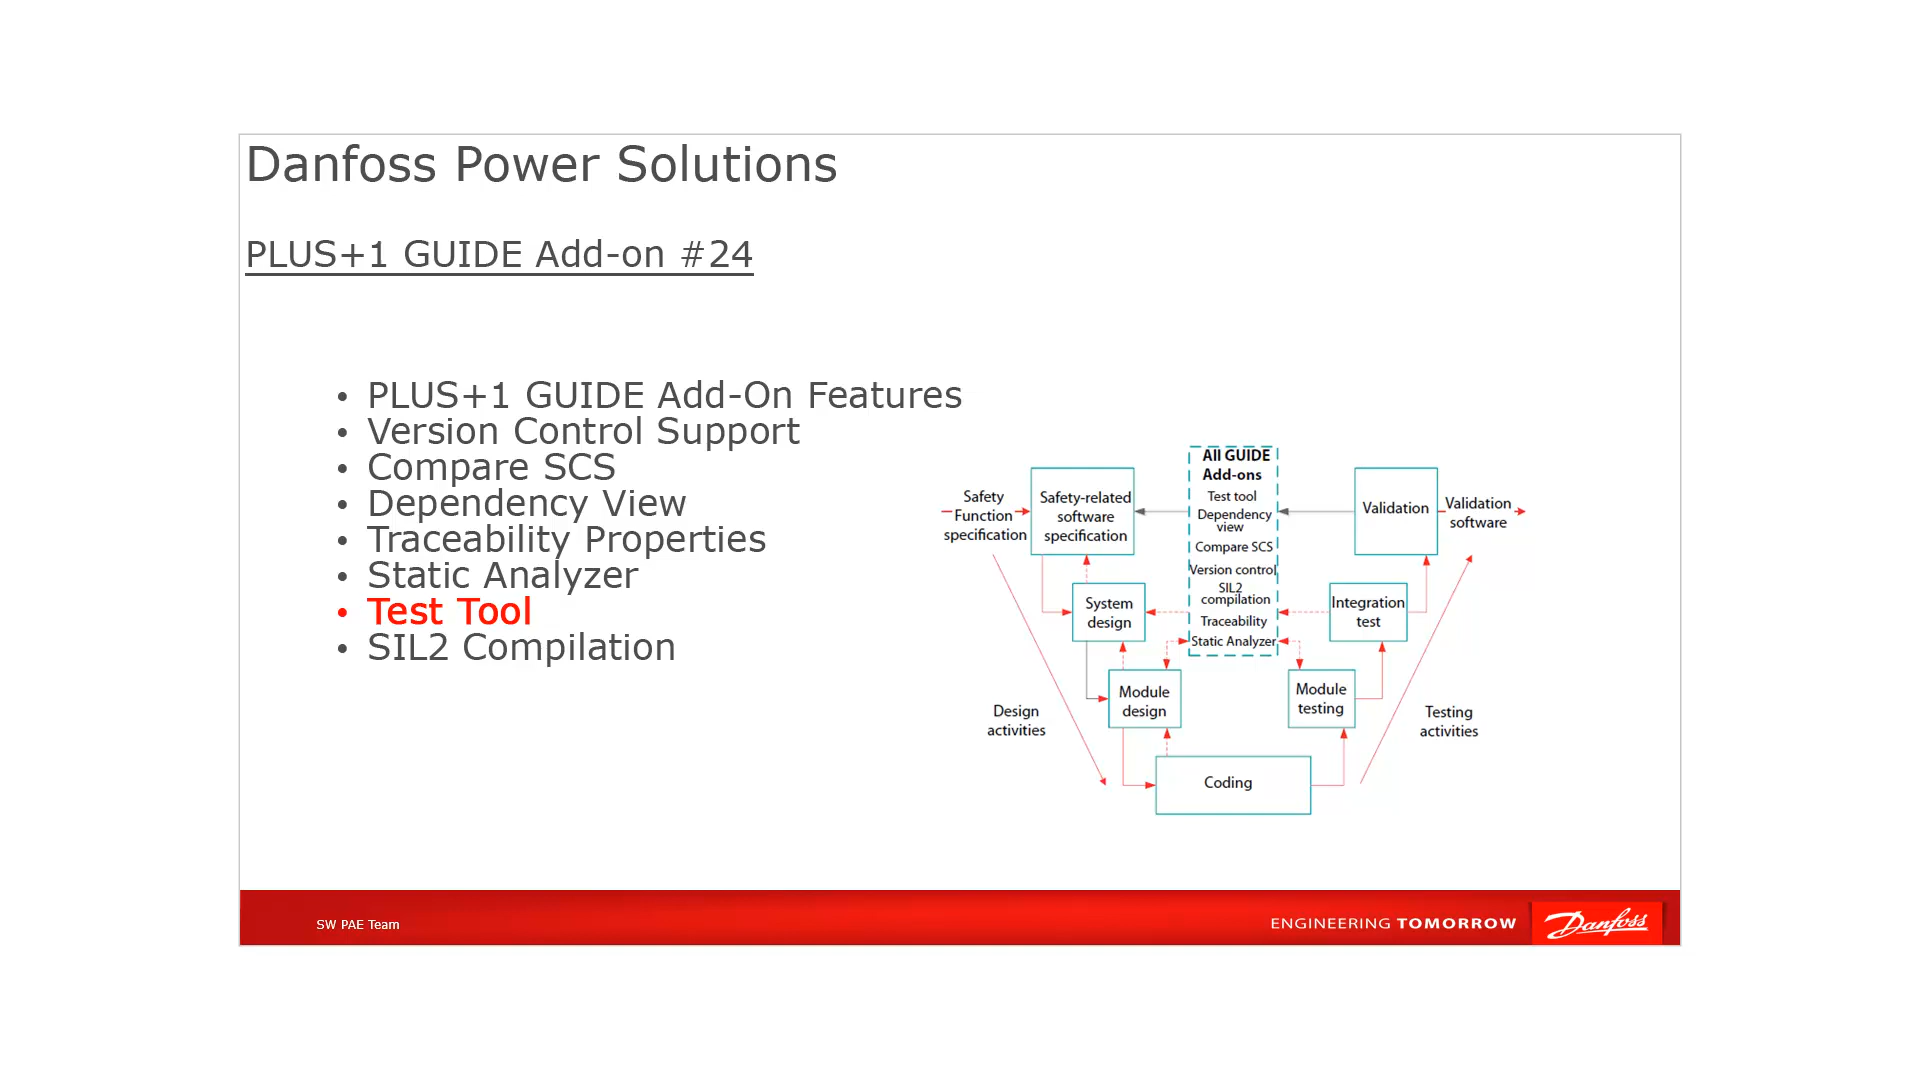 Danfoss Power Solutions
PLUS+1 GUIDE Add-on #24
• PLUS+1 GUIDE Add-On Features
• Version Control Support
• Compare SCS
• Dependency View
• Traceability Properties
• Static Analyzer
• Test Tool
• SIL2 Compilation
Safety
Function
specification
Safety-related
software
specification
All GUIDE
Add-ons
Test tool
Dependency
view
Compare SCS
Version control
SIL2
compilation
Traceability
Static Analyzer
Validation
Validation
software
System
design
Integration
test
Module
design
Module
testing
Design
activities
Testing
activities
Coding
SW PAE Team
ENGINEERING TOMORROW
Danfoss